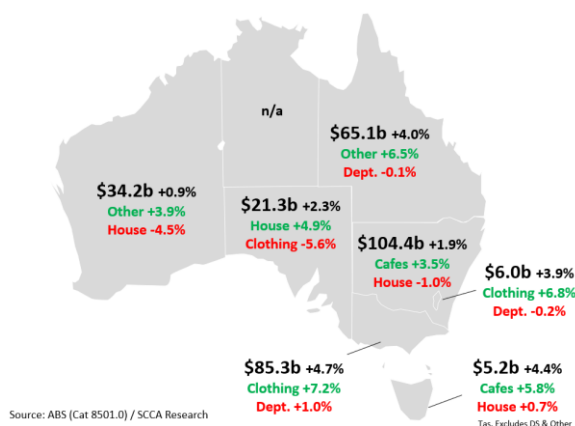 n/a
$65.1b +4.0%
Other +6.5%
Dept. -0.1%
$34.2b +0.9%
Other +3.9%
House -4.5%
$21.3b +2.3%
House +4.9%
Clothing -5.6%
$104.4b +1.9%
Cafes +3.5%
House -1.0%
$6.0b +3.9%
Clothing +6.8%
Dept. -0.2%
$85.3b +4.7%
Clothing +7.2%
Dept. +1.0%
$5.2b +4.4%
Cafes +5.8%
House +0.7%
Source: ABS (Cat 8501.0) / SCCA Research
Tas. Excludes DS & Other